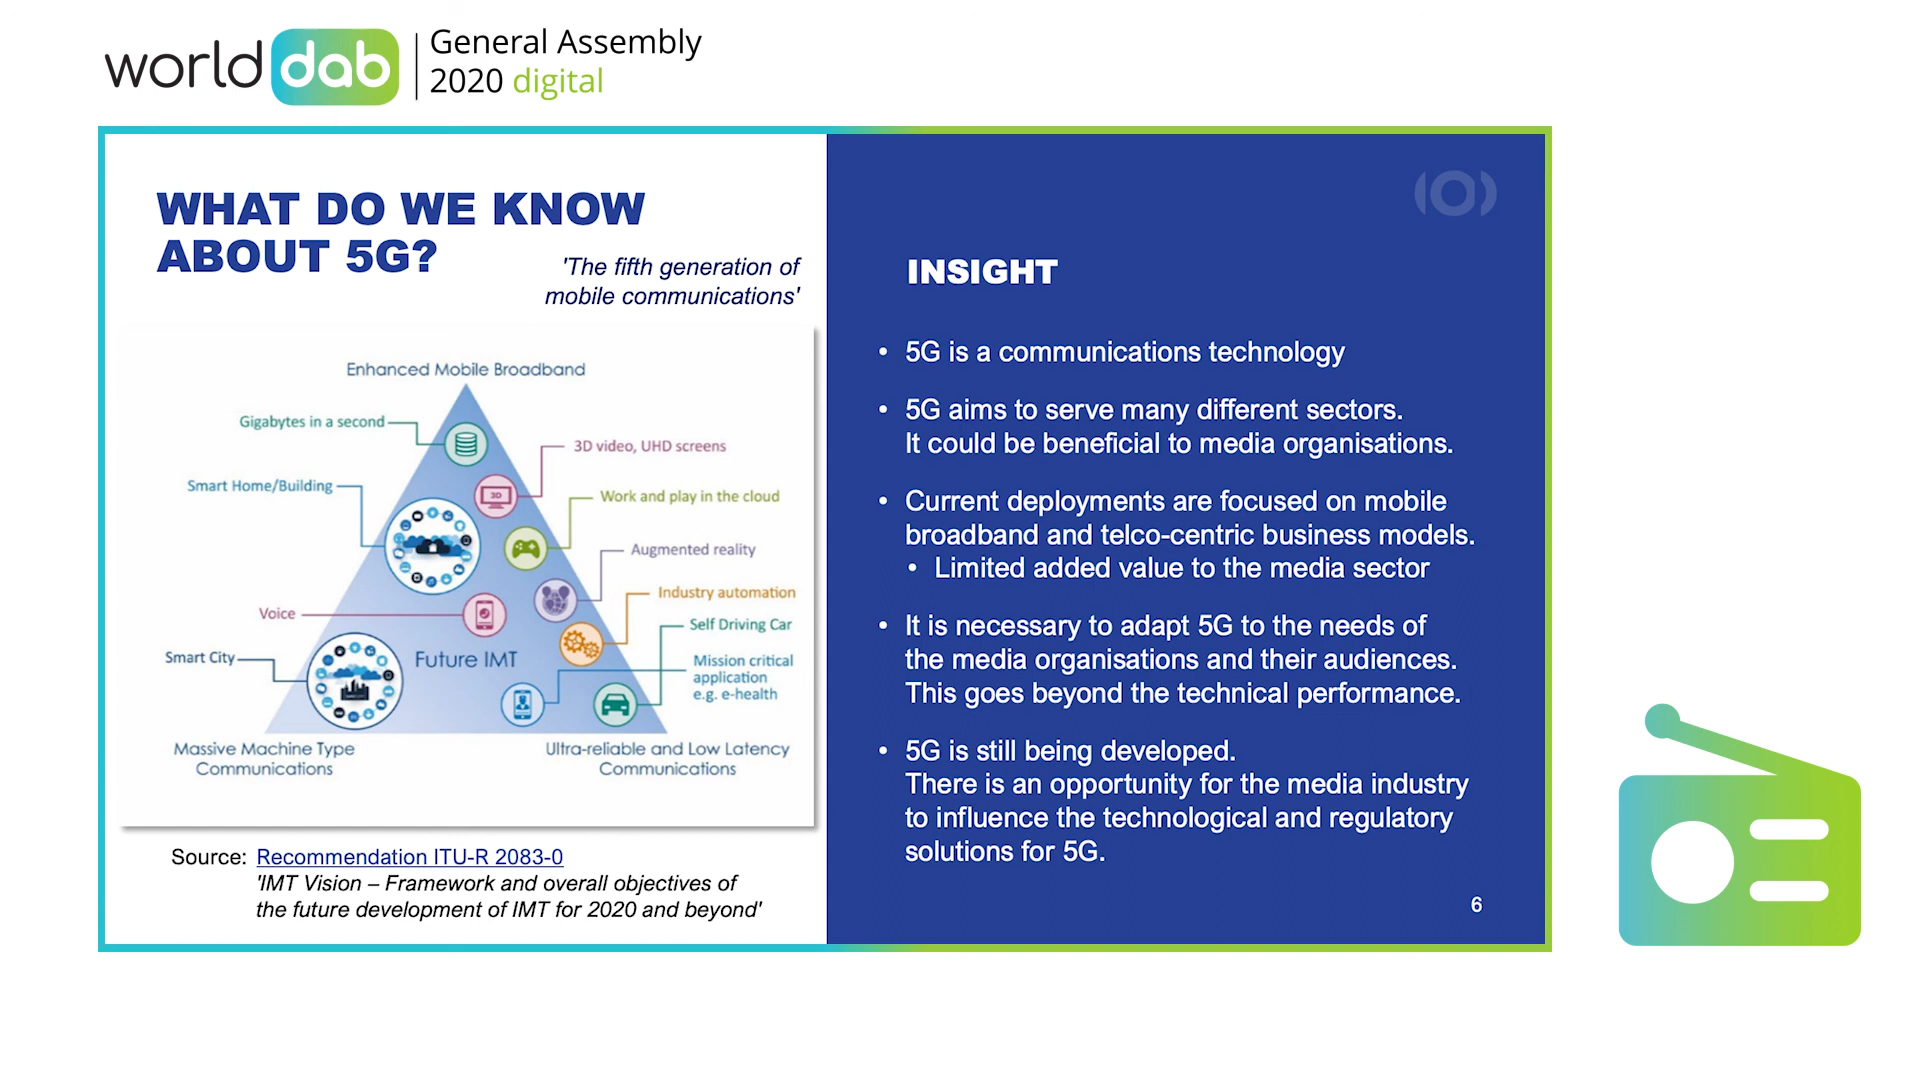 worlddab
General Assembly
2020 digital
WHAT DO WE KNOW
ABOUT 5G?
'The fifth generation of
mobile communications'
Enhanced Mobile Broadband
Gigabytes in a second
3D video, UHD screens
3D
Smart Home/Building
Work and play in the cloud
Augmented reality
Industry automation
Voice
Self Driving Car
Smart City
Future IMT
Mission critical
application
e.g. e-health
Massive Machine Type
Communications
Ultra-reliable and Low Latency
Communications
Source: Recommendation ITU-R 2083-0
'IMT Vision – Framework and overall objectives of
the future development of IMT for 2020 and beyond'
INSIGHT
• 5G is a communications technology
• 5G aims to serve many different sectors.
It could be beneficial to media organisations.
• Current deployments are focused on mobile
broadband and telco-centric business models.
• Limited added value to the media sector
• It is necessary to adapt 5G to the needs of
the media organisations and their audiences.
This goes beyond the technical performance.
• 5G is still being developed.
There is an opportunity for the media industry
to influence the technological and regulatory
solutions for 5G.
6